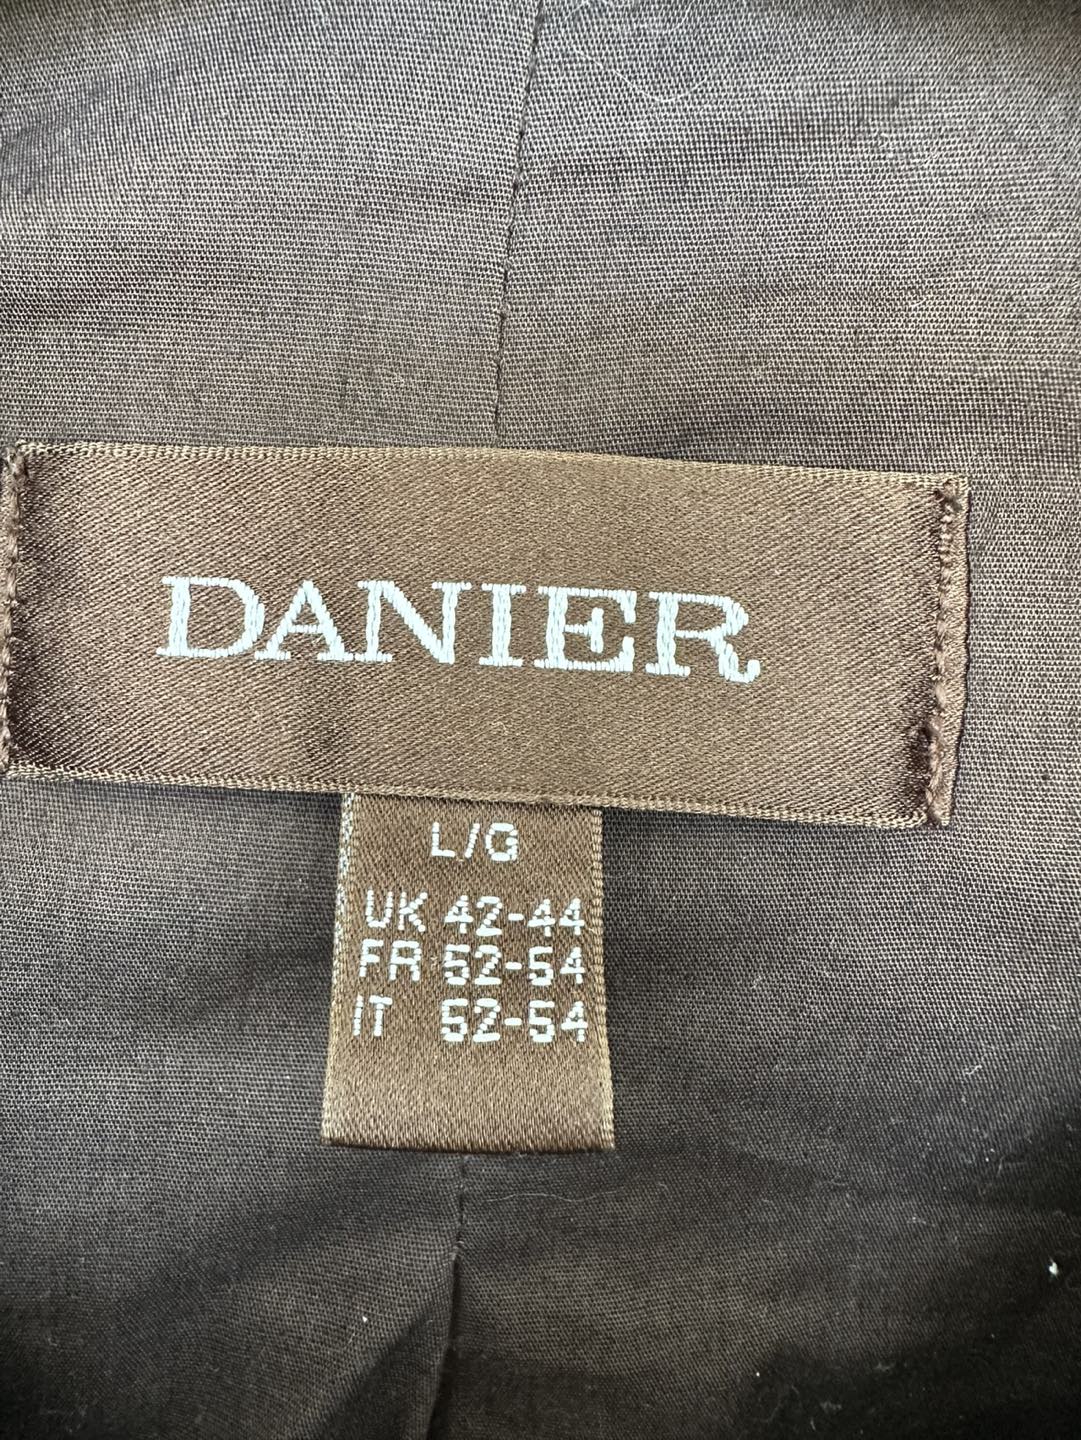 DANIER
L/G
UK 42-44
FR 52-54
IT 52-54